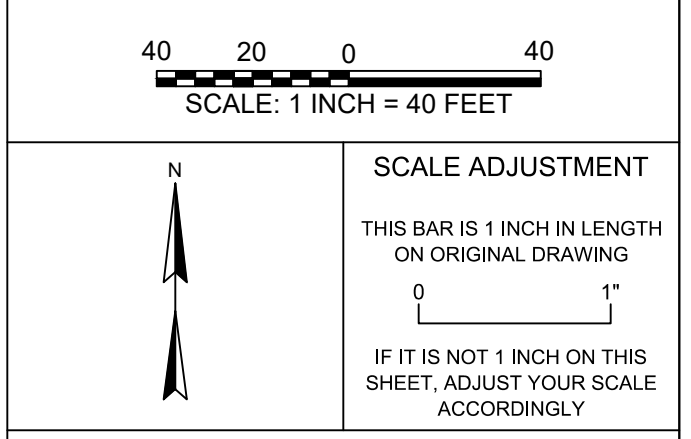 40 20 0 40
SCALE: 1 INCH = 40 FEET
N
SCALE ADJUSTMENT
THIS BAR IS 1 INCH IN LENGTH
ON ORIGINAL DRAWING
0 1"
IF IT IS NOT 1 INCH ON THIS
SHEET, ADJUST YOUR SCALE
ACCORDINGLY